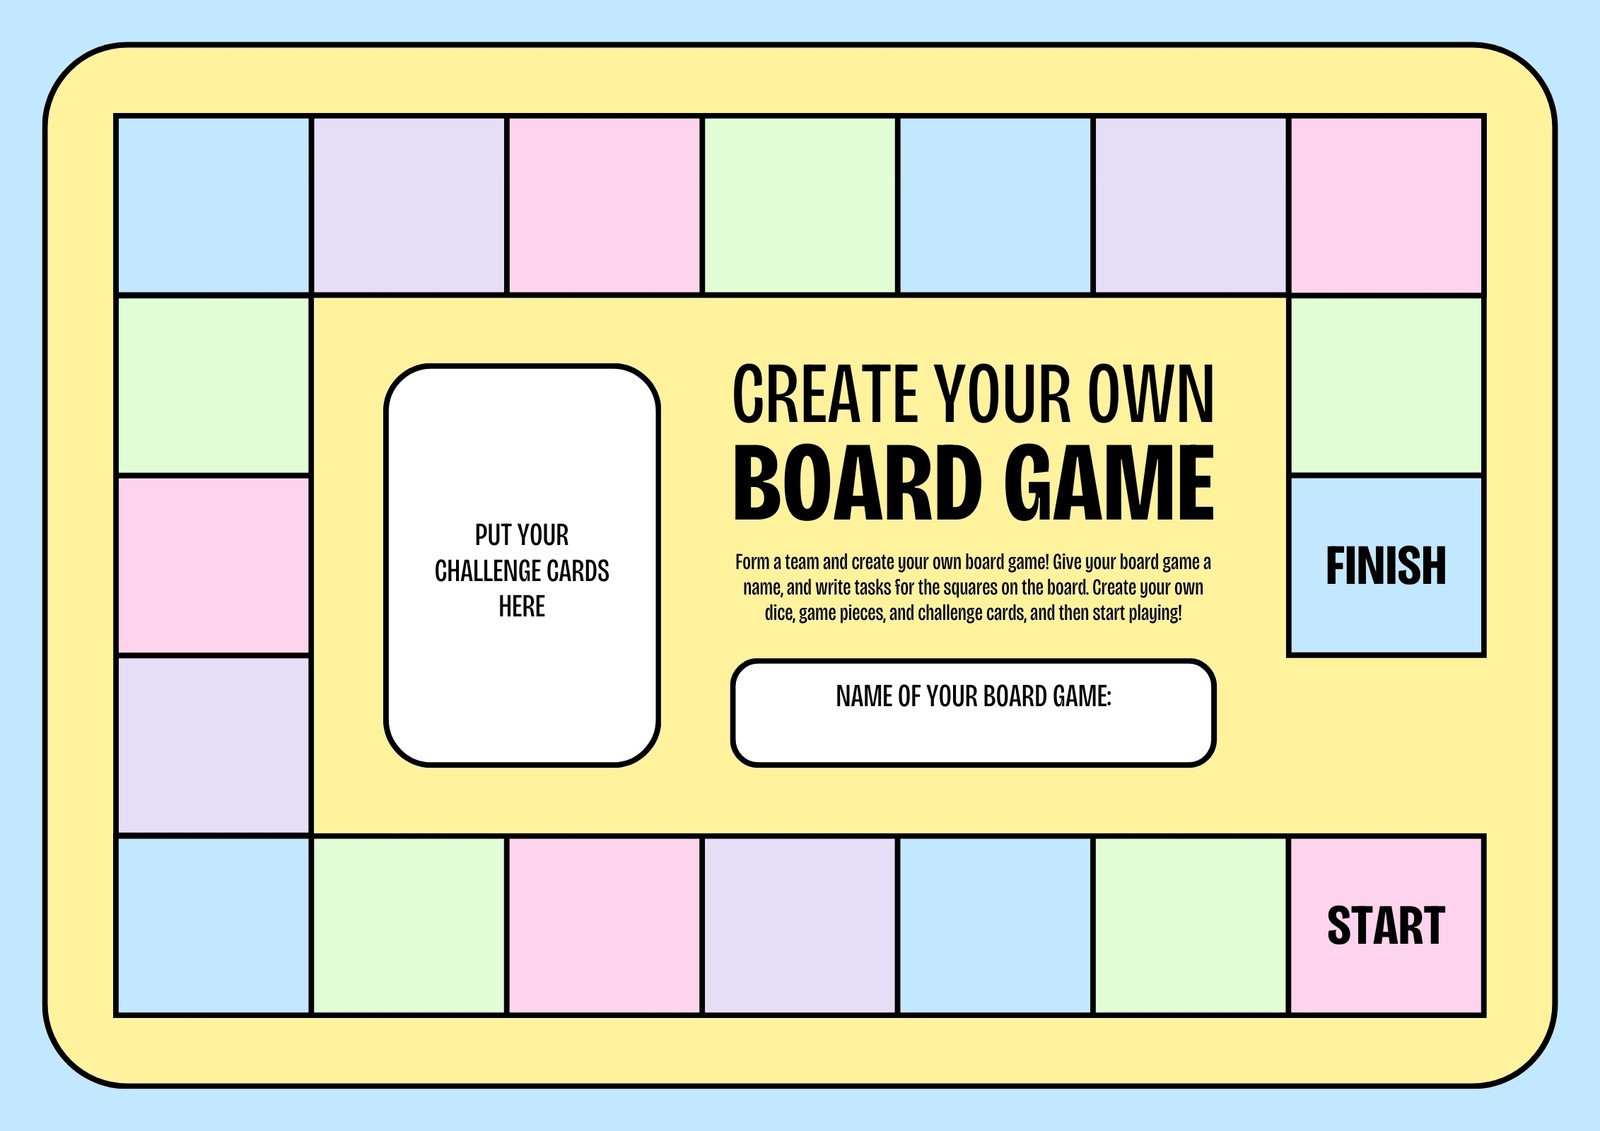 CREATE YOUR OWN
BOARD GAME
PUT YOUR
CHALLENGE CARDS
HERE
Form a team and create your own board game! Give your board game a
name, and write tasks for the squares on the board. Create your own
dice, game pieces, and challenge cards, and then start playing!
NAME OF YOUR BOARD GAME:
FINISH
START